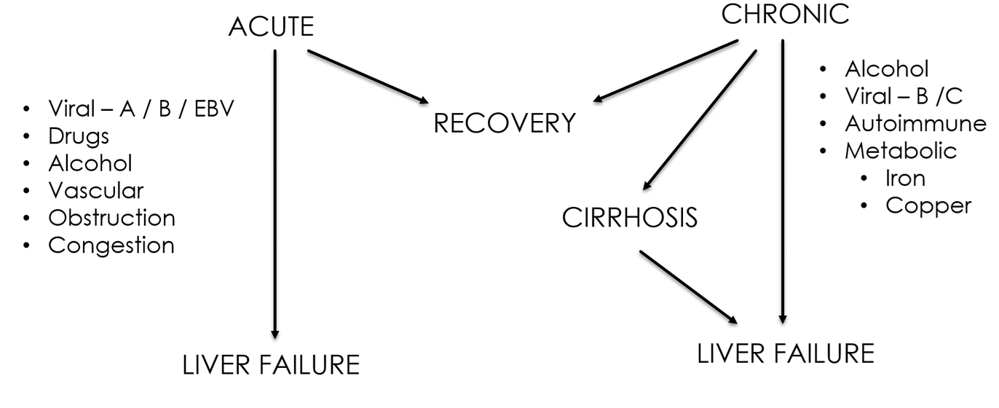 ACUTE
• Viral – A / B / EBV
• Drugs
• Alcohol
• Vascular
• Obstruction
• Congestion
LIVER FAILURE
RECOVERY
CHRONIC
• Alcohol
• Viral – B /C
• Autoimmune
• Metabolic
• Iron
• Copper
CIRRHOSIS
LIVER FAILURE